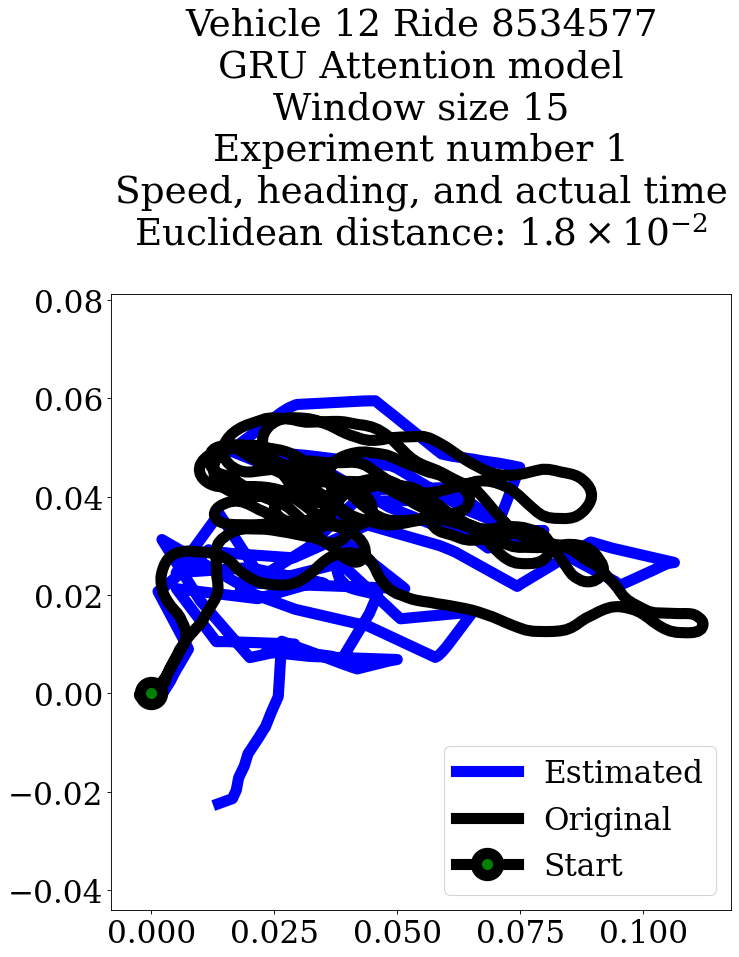 Vehicle 12 Ride 8534577
GRU Attention model
Window size 15
Experiment number 1
Speed, heading, and actual time
Euclidean distance: 1.8 × 10⁻²
0.08
0.06
0.04
0.02
0.00
−0.02
−0.04
Estimated
Original
Start
0.000 0.025 0.050 0.075 0.100